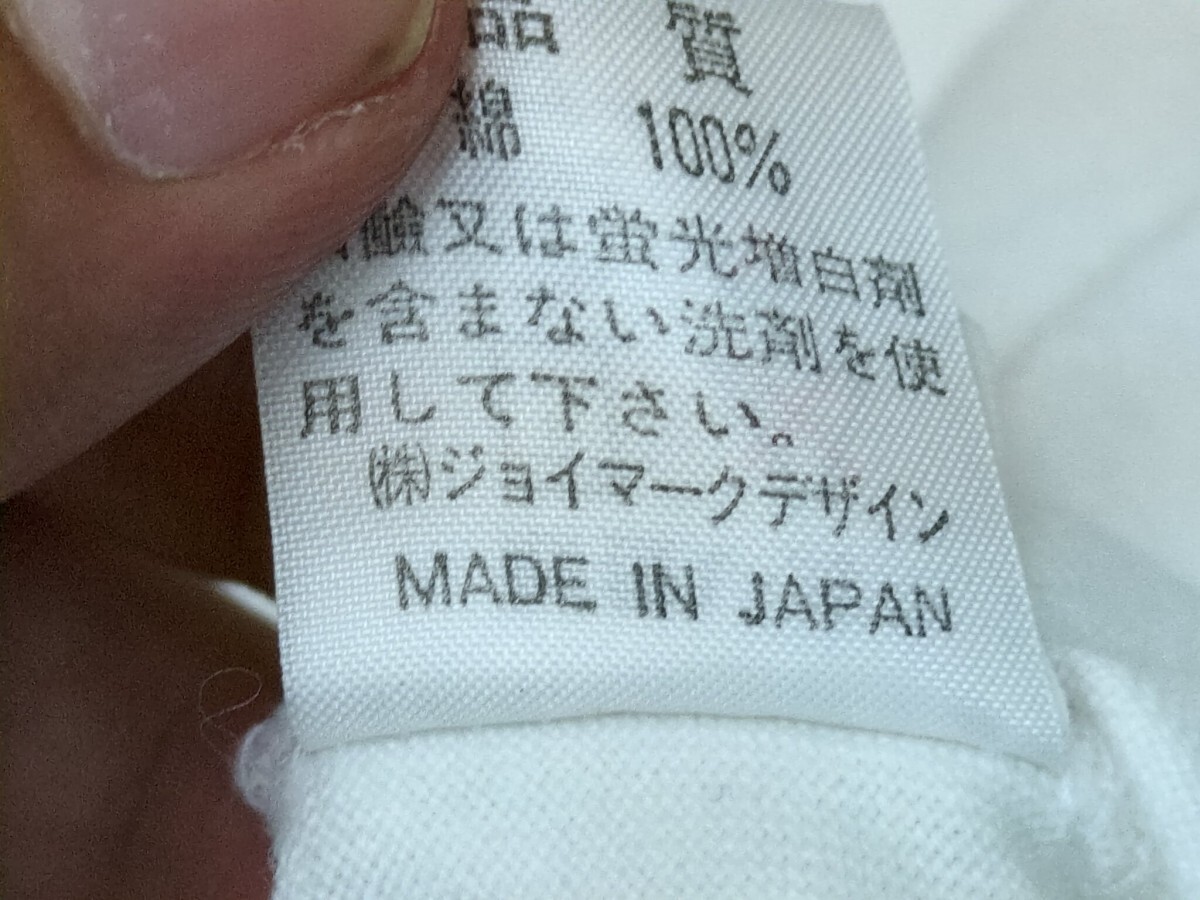 品 質
綿 100%
鹸又は蛍光増白剤
を含まない洗剤を使
用して下さい。
㈱ジョイマークデザイン
MADE IN JAPAN